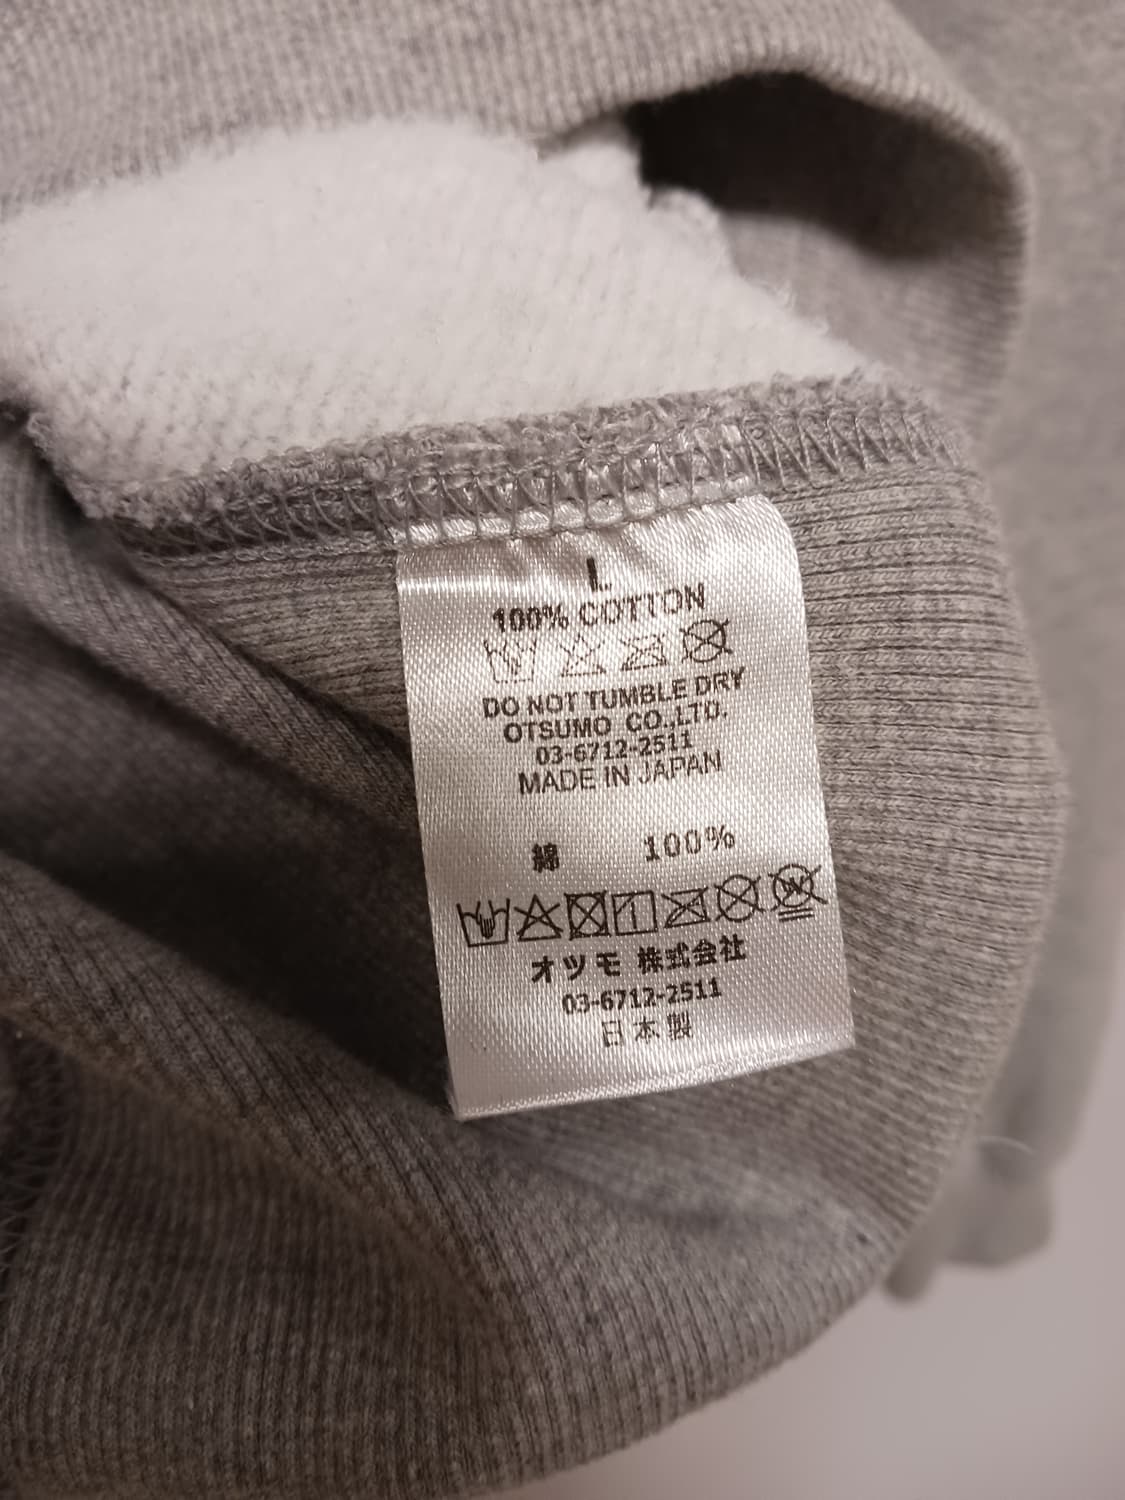 L
100% COTTON
DO NOT TUMBLE DRY
OTSUMO CO.,LTD.
03-6712-2511
MADE IN JAPAN
綿 100%
オツモ 株式会社
03-6712-2511
日本製